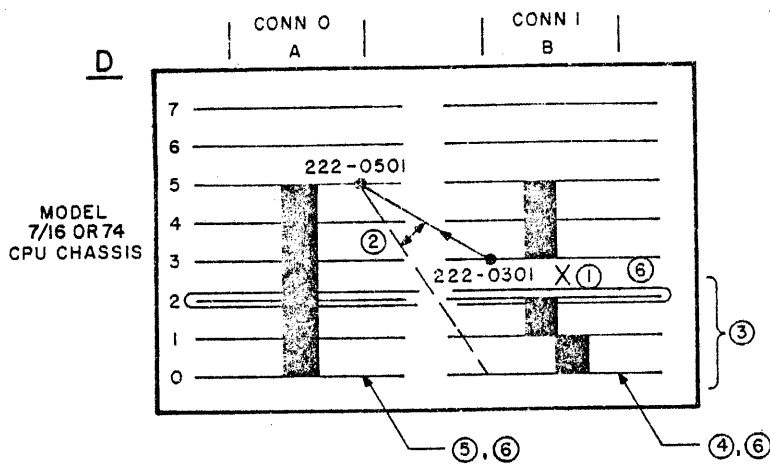 CONN 0
A
CONN 1
B
D
MODEL
7/16 OR 74
CPU CHASSIS
7
6
222-0501
5
4
②
3
222-0301 X ① ⑥
2
③
1
0
⑤, ⑥
④, ⑥